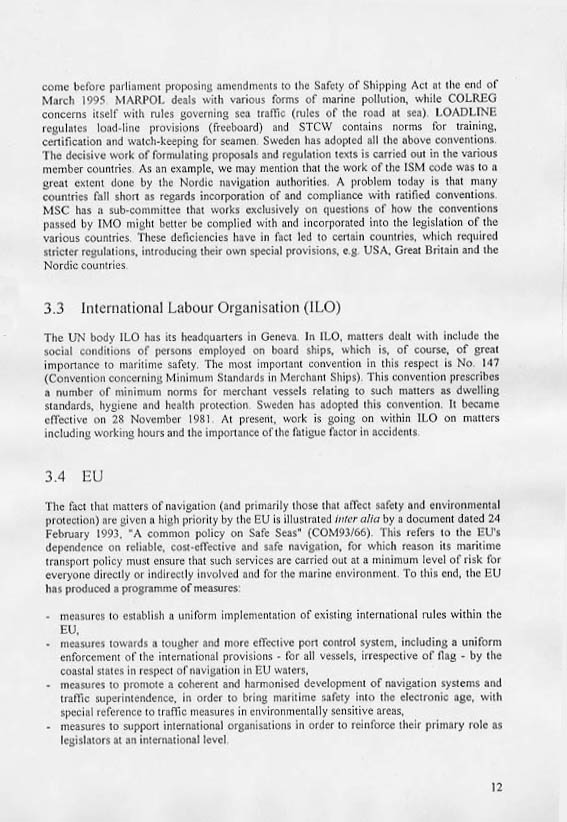 come before parliament proposing amendments to the Safety of Shipping Act at the end of
March 1995. MARPOL deals with various forms of marine pollution, while COLREG
concerns itself with rules governing sea traffic (rules of the road at sea). LOADLINE
regulates load-line provisions (freeboard) and STCW contains norms for training,
certification and watch-keeping for seamen. Sweden has adopted all the above conventions.
The decisive work of formulating proposals and regulation texts is carried out in the various
member countries. As an example, we may mention that the work of the ISM code was to a
great extent done by the Nordic navigation authorities. A problem today is that many
countries fall short as regards incorporation of and compliance with ratified conventions.
MSC has a sub-committee that works exclusively on questions of how the conventions
passed by IMO might better be complied with and incorporated into the legislation of the
various countries. These deficiencies have in fact led to certain countries, which required
stricter regulations, introducing their own special provisions, e.g. USA, Great Britain and the
Nordic countries.
3.3 International Labour Organisation (ILO)
The UN body ILO has its headquarters in Geneva. In ILO, matters dealt with include the
social conditions of persons employed on board ships, which is, of course, of great
importance to maritime safety. The most important convention in this respect is No. 147
(Convention concerning Minimum Standards in Merchant Ships). This convention prescribes
a number of minimum norms for merchant vessels relating to such matters as dwelling
standards, hygiene and health protection. Sweden has adopted this convention. It became
effective on 28 November 1981. At present, work is going on within ILO on matters
including working hours and the importance of the fatigue factor in accidents.
3.4 EU
The fact that matters of navigation (and primarily those that affect safety and environmental
protection) are given a high priority by the EU is illustrated inter alia by a document dated 24
February 1993, "A common policy on Safe Seas" (COM93/66). This refers to the EU's
dependence on reliable, cost-effective and safe navigation, for which reason its maritime
transport policy must ensure that such services are carried out at a minimum level of risk for
everyone directly or indirectly involved and for the marine environment. To this end, the EU
has produced a programme of measures:
- measures to establish a uniform implementation of existing international rules within the
EU,
- measures towards a tougher and more effective port control system, including a uniform
enforcement of the international provisions - for all vessels, irrespective of flag - by the
coastal states in respect of navigation in EU waters,
- measures to promote a coherent and harmonised development of navigation systems and
traffic superintendence, in order to bring maritime safety into the electronic age, with
special reference to traffic measures in environmentally sensitive areas,
- measures to support international organisations in order to reinforce their primary role as
legislators at an international level.
12